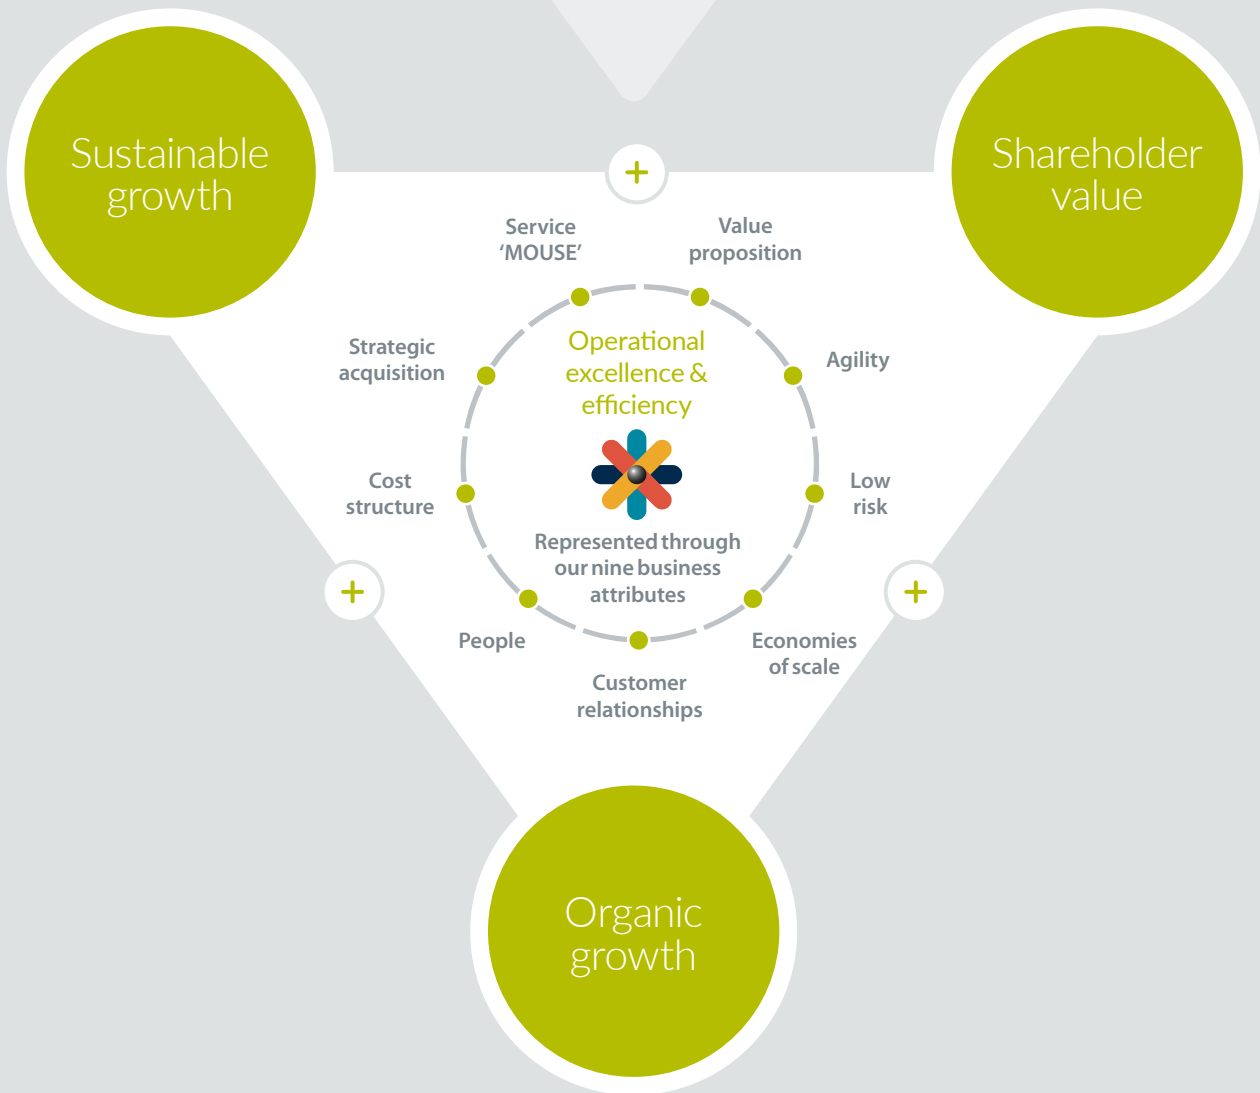 Sustainable
growth
Shareholder
value
+
Service
‘MOUSE’
Value
proposition
Strategic
acquisition
Operational
excellence &
efficiency
Agility
Cost
structure
Low
risk
Represented through
our nine business
attributes
+
+
People
Economies
of scale
Customer
relationships
Organic
growth